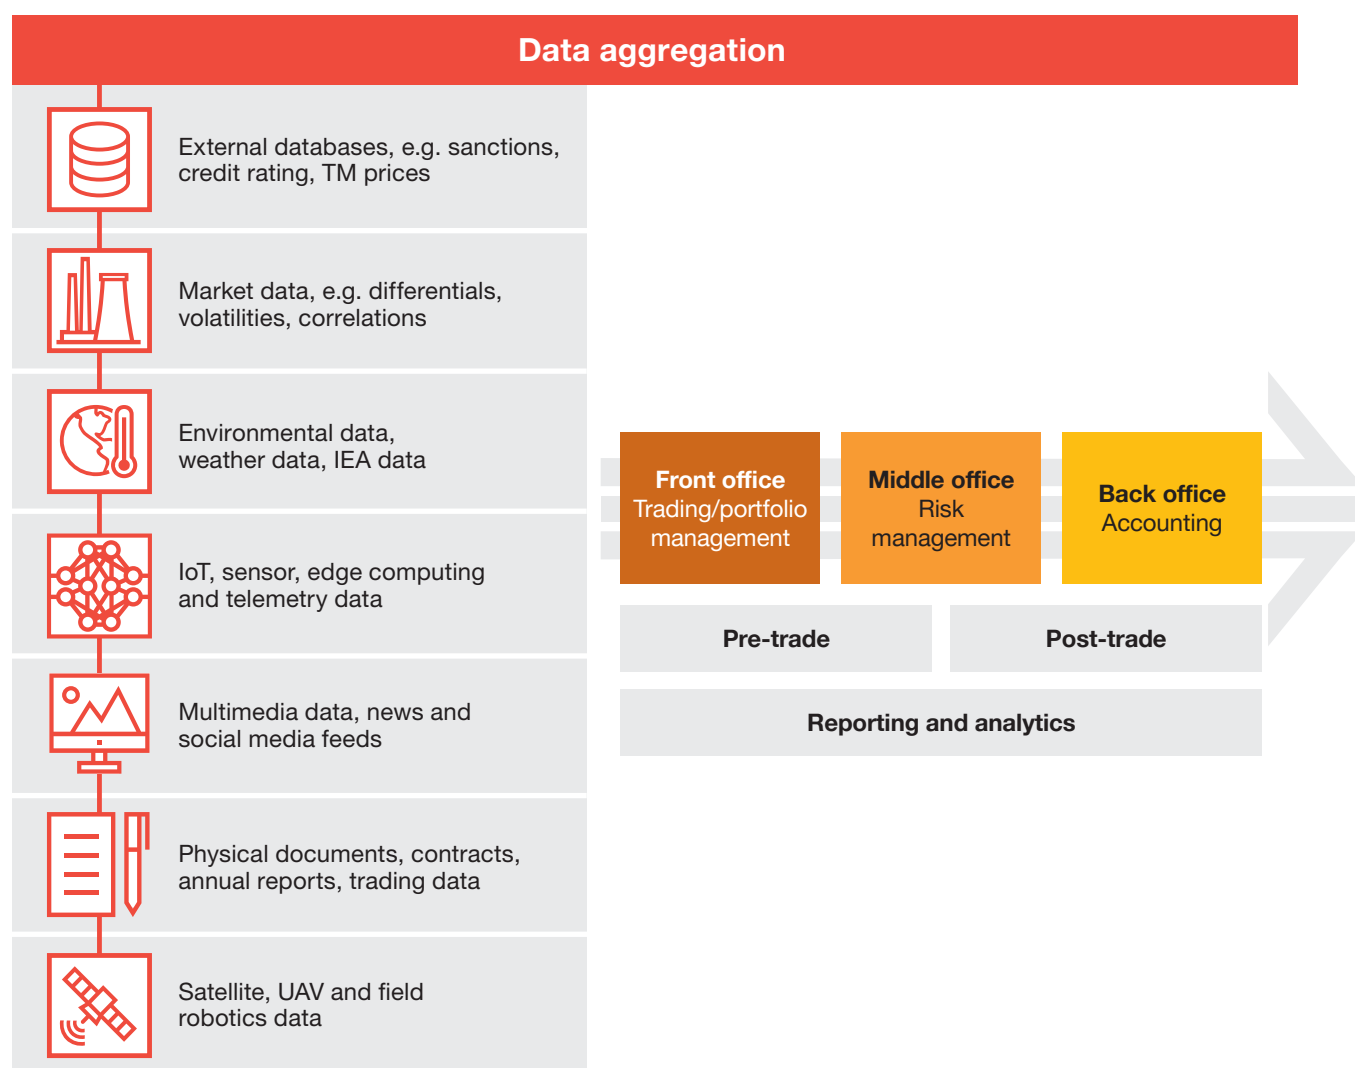 Data aggregation
External databases, e.g. sanctions,
credit rating, TM prices
Market data, e.g. differentials,
volatilities, correlations
Environmental data,
weather data, IEA data
IoT, sensor, edge computing
and telemetry data
Multimedia data, news and
social media feeds
Physical documents, contracts,
annual reports, trading data
Satellite, UAV and field
robotics data
Front office
Trading/portfolio
management
Middle office
Risk
management
Back office
Accounting
Pre-trade
Post-trade
Reporting and analytics